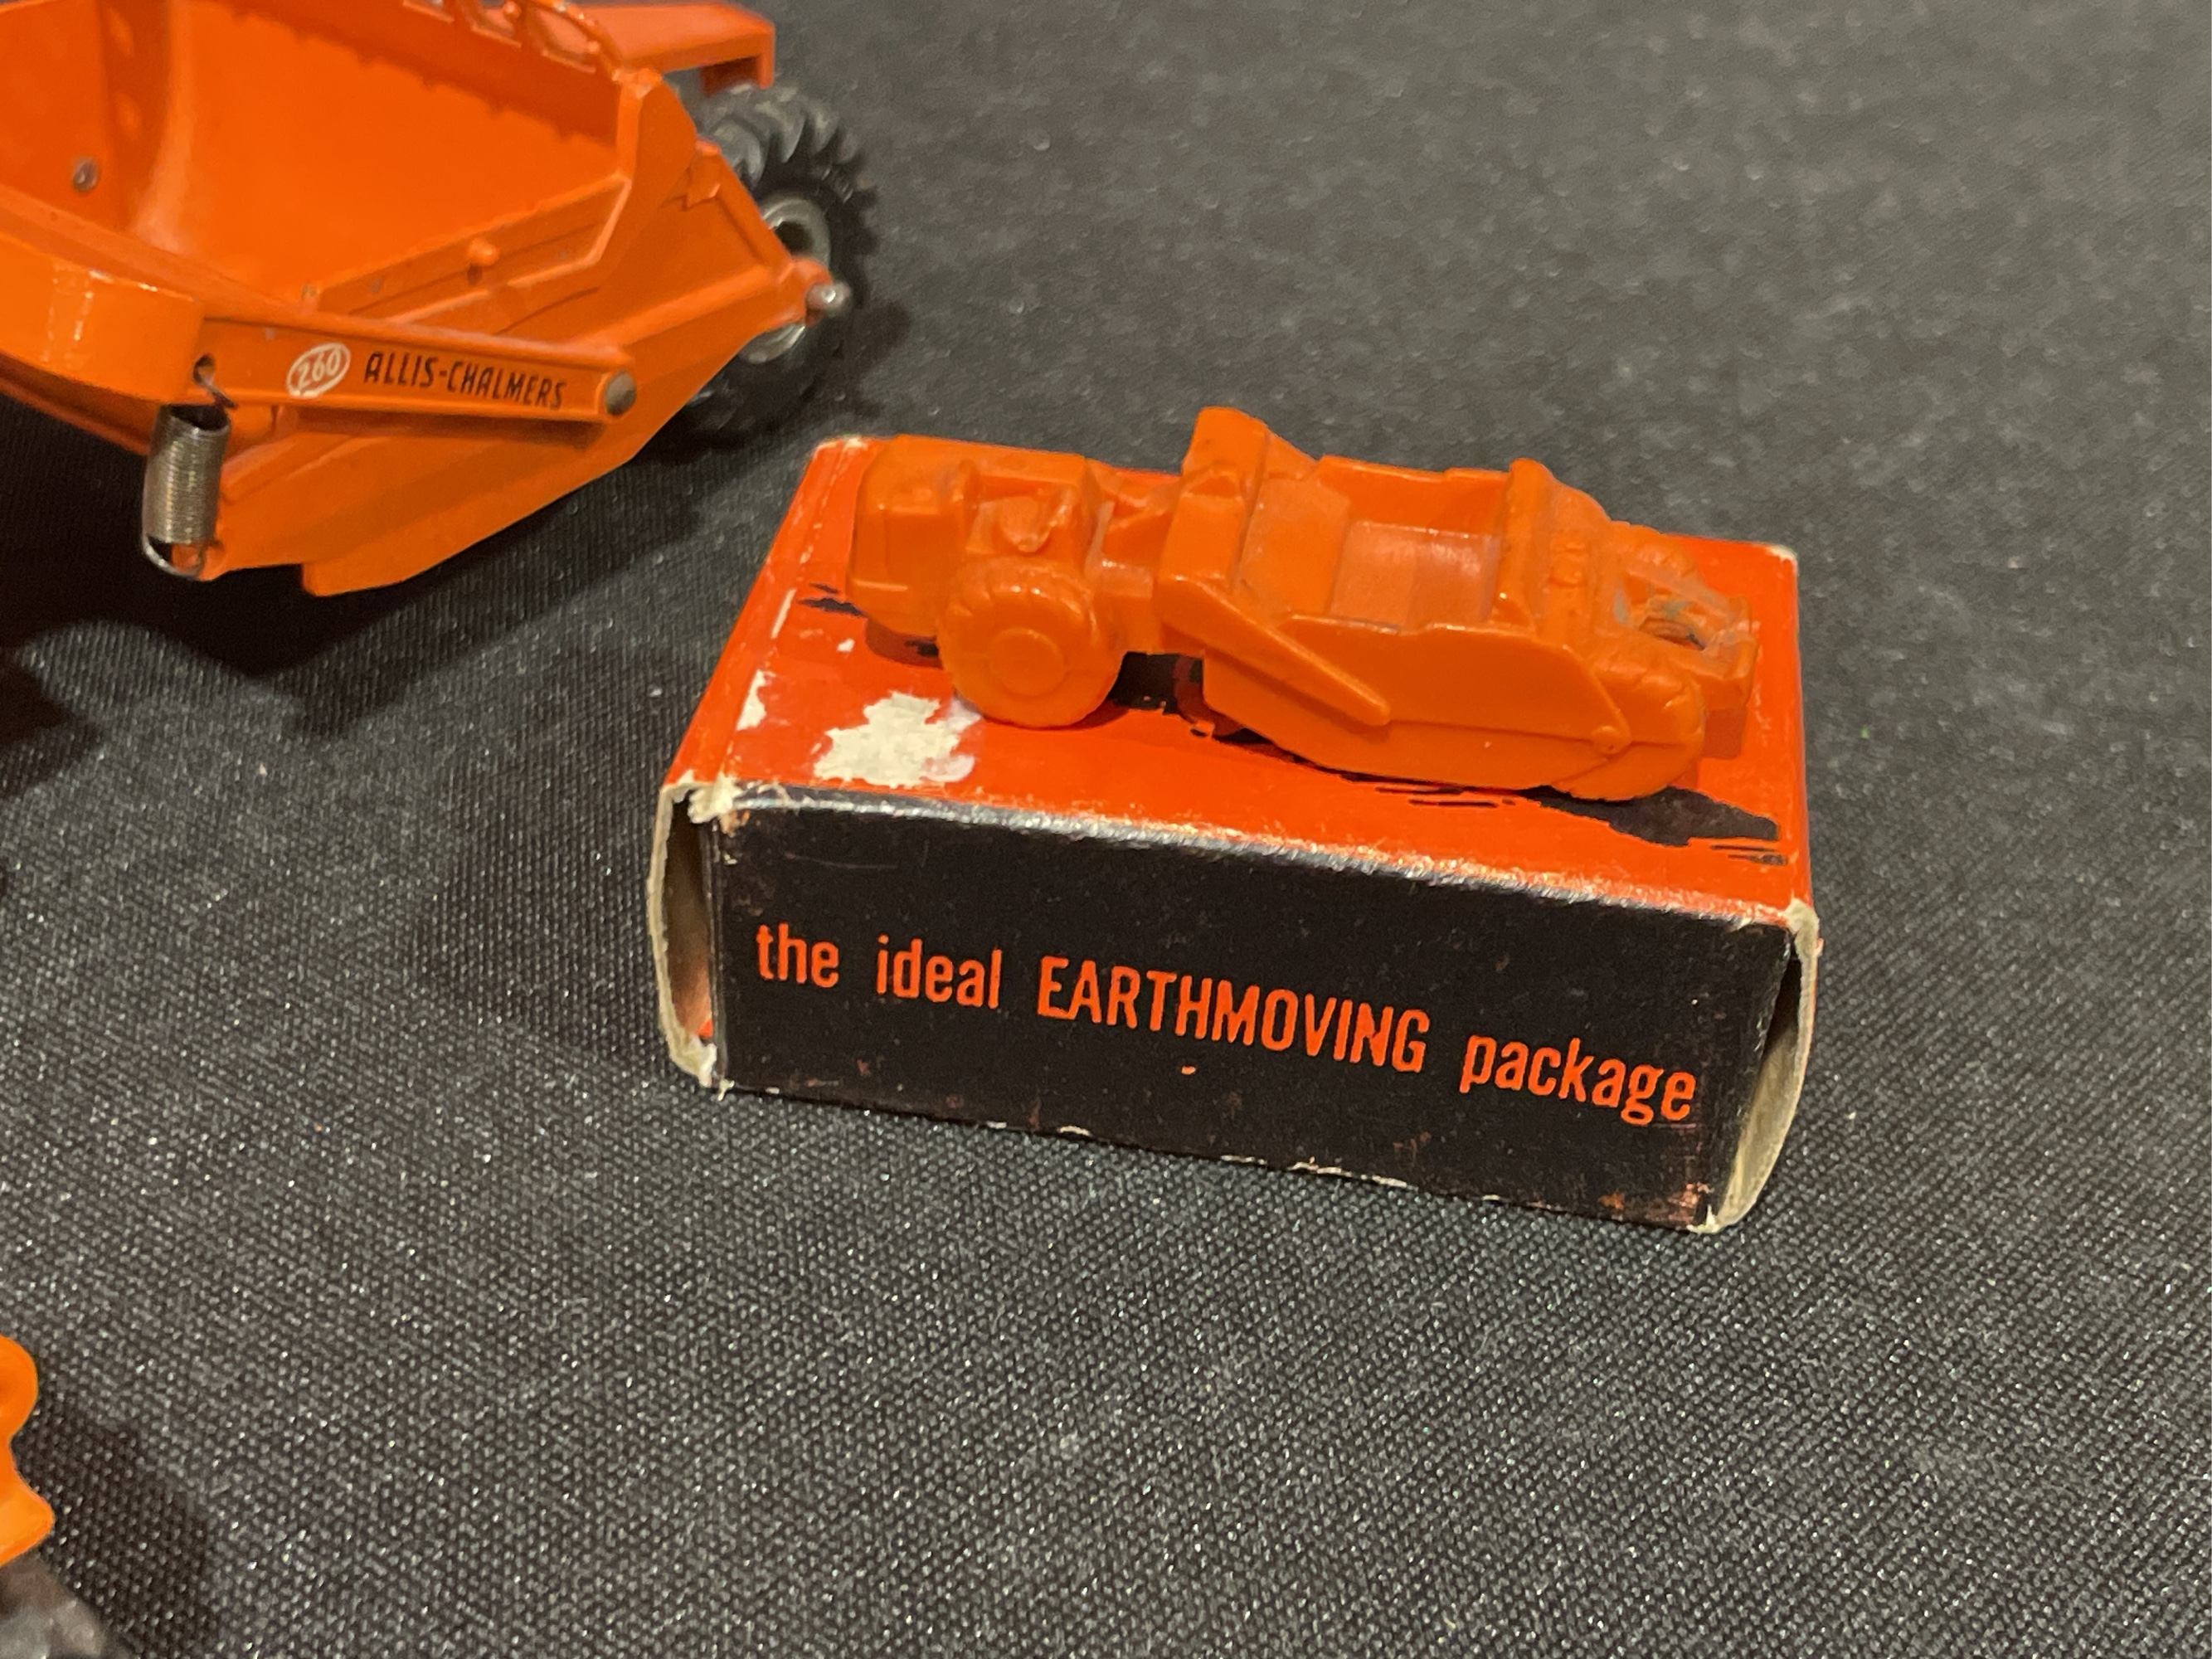 260 ALLIS-CHALMERS
the ideal EARTHMOVING package